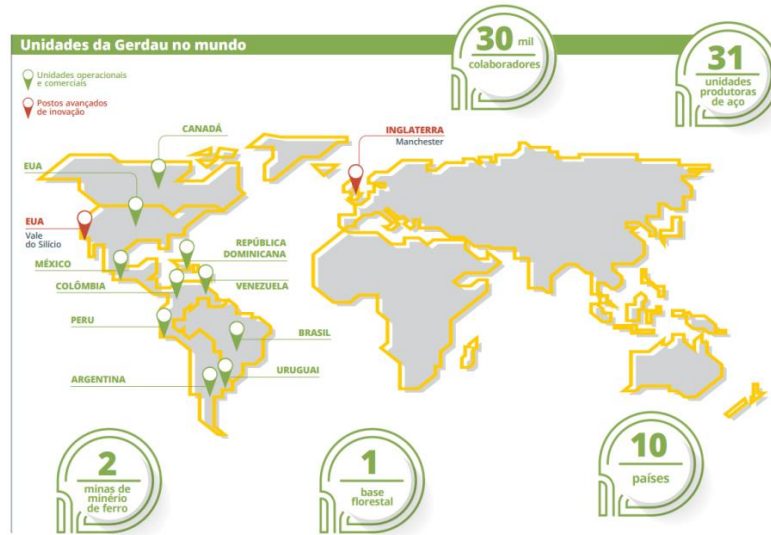 Unidades da Gerdau no mundo
30 mil
colaboradores
31
unidades
produtoras
de aço
Unidades operacionais
e comerciais
Postos avançados
de inovação
CANADÁ
INGLATERRA
Manchester
EUA
EUA
Vale
do Silício
REPÚBLICA
DOMINICANA
MÉXICO
COLÔMBIA
VENEZUELA
PERU
BRASIL
ARGENTINA
URUGUAI
2
minas de
minério
de ferro
1
base
florestal
10
países